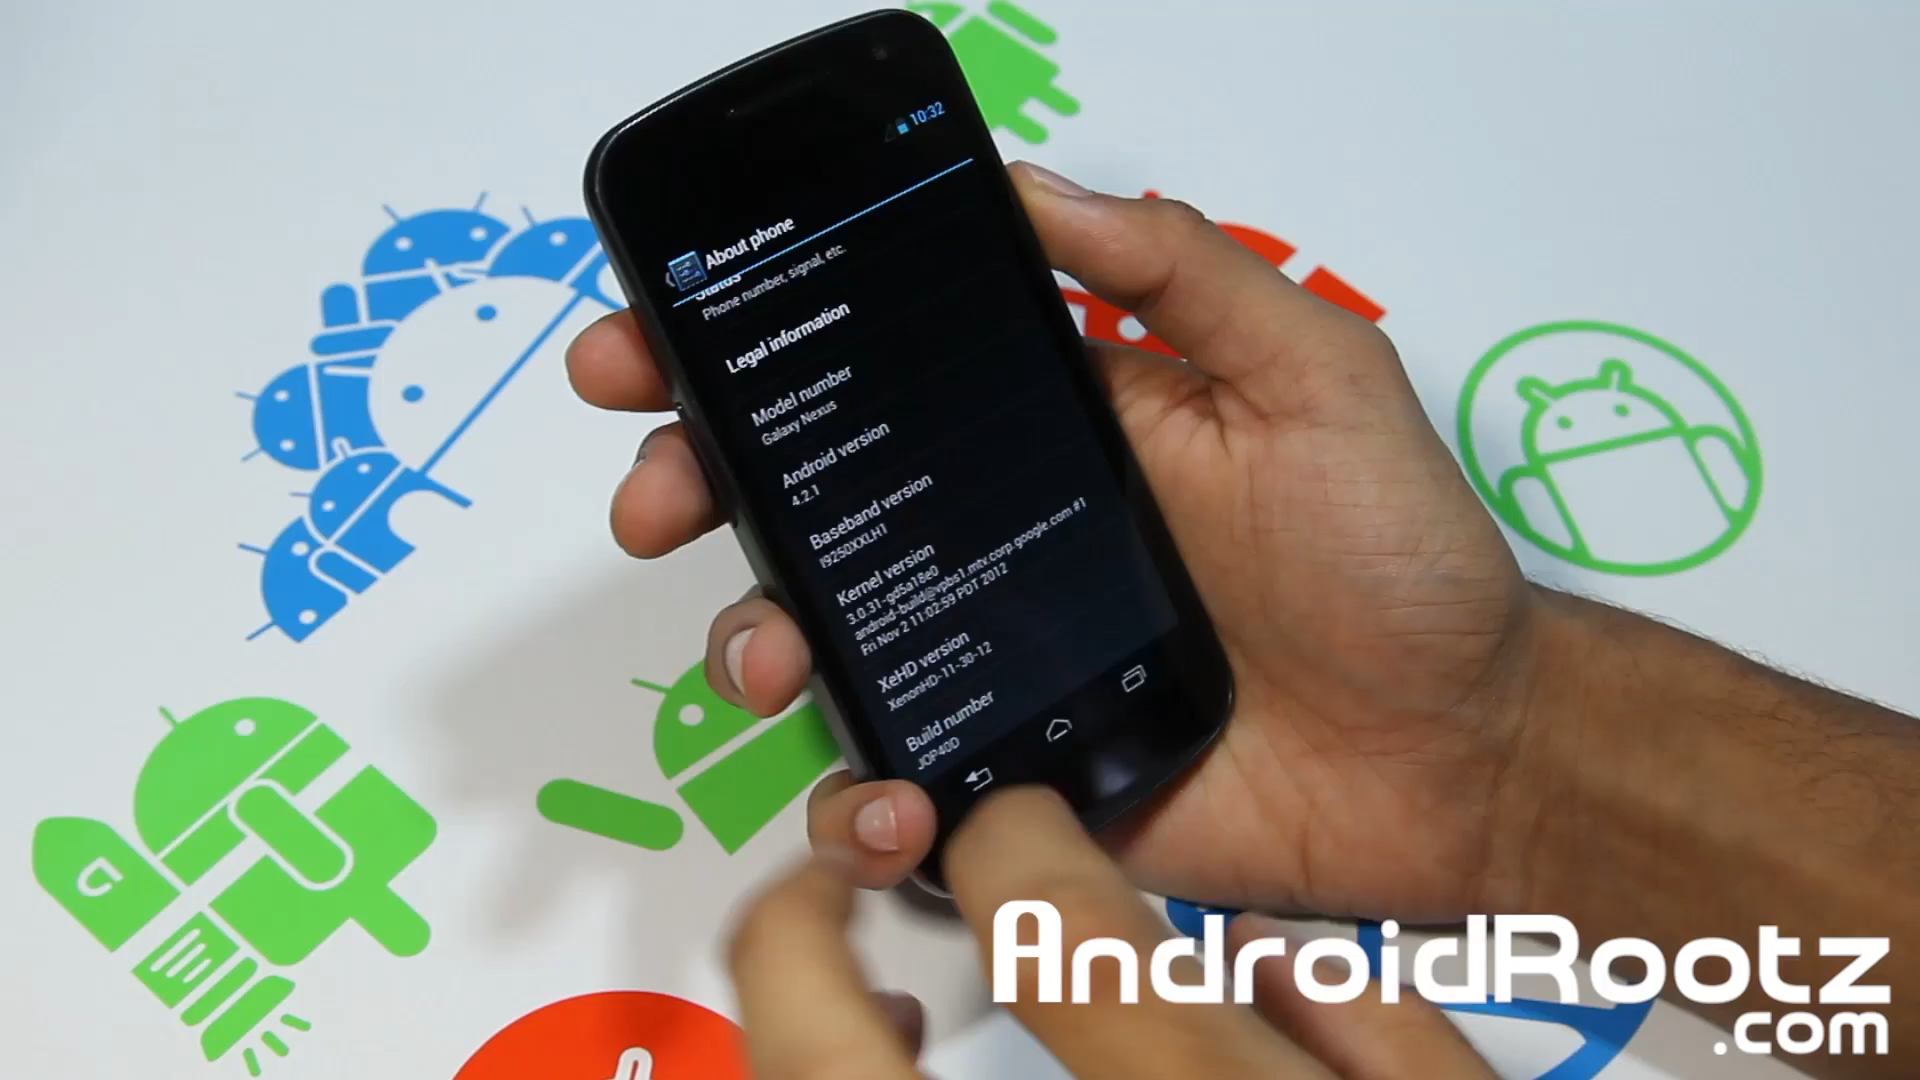 10:32
About phone
Status
Phone number, signal, etc.
Legal information
Model number
Galaxy Nexus
Android version
4.2.1
Baseband version
I9250XXLH1
Kernel version
3.0.31-gd5a18e0
android-build@vpbs1.mtv.corp.google.com #1
Fri Nov 2 11:02:59 PDT 2012
XeHD version
XenonHD-11-30-12
Build number
JOP40D
G
AndroidRootz
.com